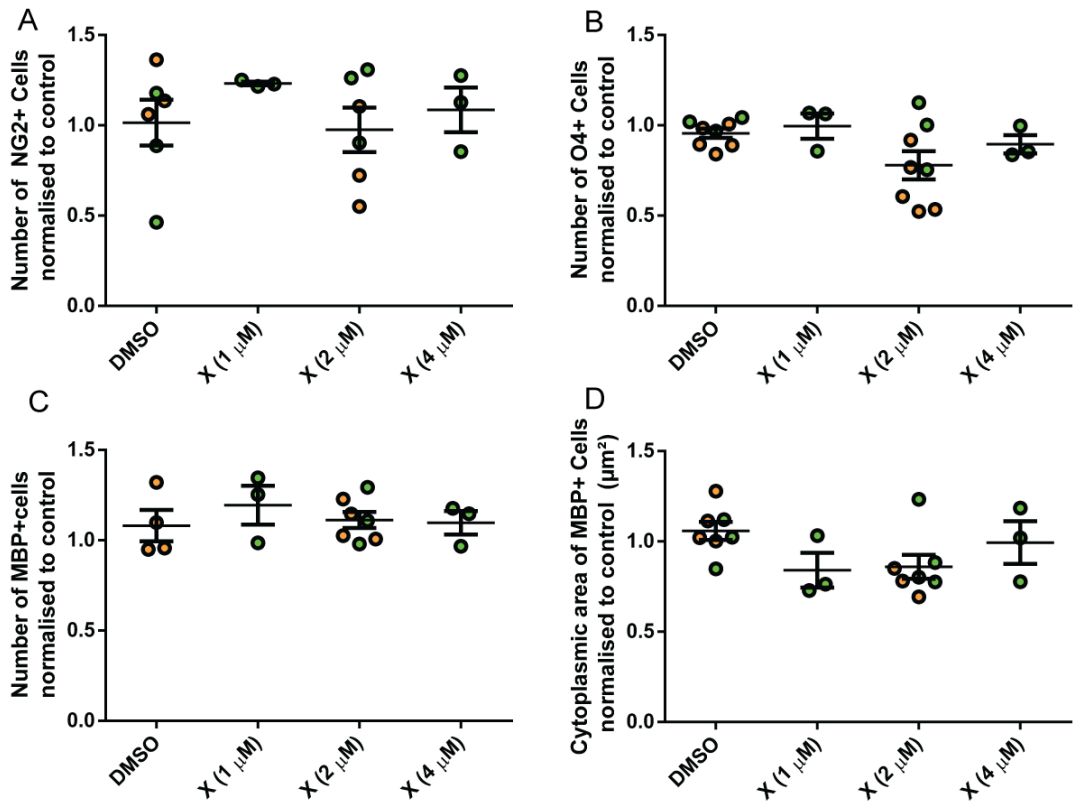 A
Number of NG2+ Cells
normalised to control
1.5
1.0
0.5
0.0
DMSO
X (1 μM)
X (2 μM)
X (4 μM)
B
Number of O4+ Cells
normalised to control
1.5
1.0
0.5
0.0
DMSO
X (1 μM)
X (2 μM)
X (4 μM)
C
Number of MBP+cells
normalised to control
1.5
1.0
0.5
0.0
DMSO
X (1 μM)
X (2 μM)
X (4 μM)
D
Cytoplasmic area of MBP+ Cells
normalised to control (μm²)
1.5
1.0
0.5
0.0
DMSO
X (1 μM)
X (2 μM)
X (4 μM)